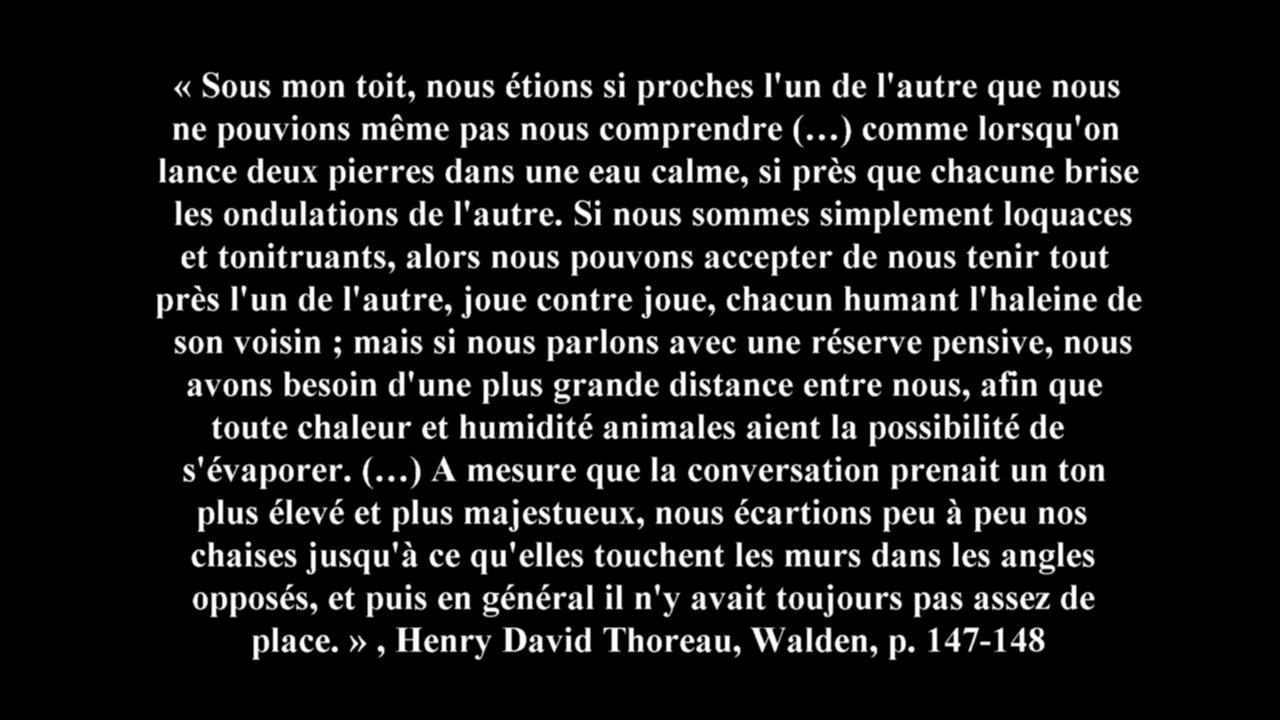 « Sous mon toit, nous étions si proches l'un de l'autre que nous
ne pouvions même pas nous comprendre (…) comme lorsqu'on
lance deux pierres dans une eau calme, si près que chacune brise
les ondulations de l'autre. Si nous sommes simplement loquaces
et tonitruants, alors nous pouvons accepter de nous tenir tout
près l'un de l'autre, joue contre joue, chacun humant l'haleine de
son voisin ; mais si nous parlons avec une réserve pensive, nous
avons besoin d'une plus grande distance entre nous, afin que
toute chaleur et humidité animales aient la possibilité de
s'évaporer. (…) A mesure que la conversation prenait un ton
plus élevé et plus majestueux, nous écartions peu à peu nos
chaises jusqu'à ce qu'elles touchent les murs dans les angles
opposés, et puis en général il n'y avait toujours pas assez de
place. » , Henry David Thoreau, Walden, p. 147-148